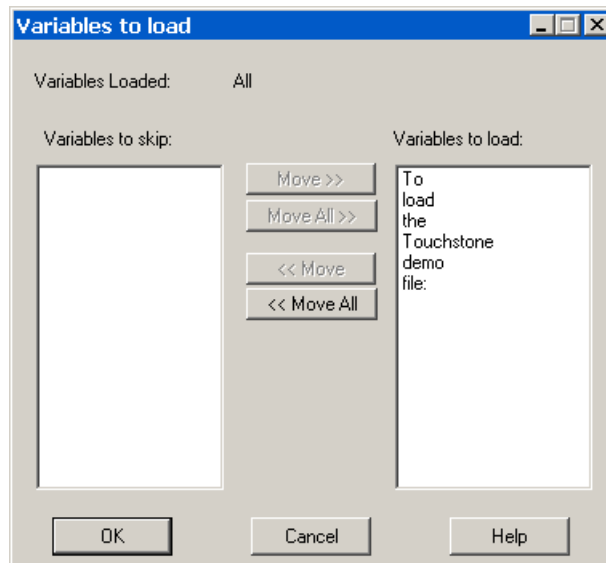 Variables to load
Variables Loaded: All
Variables to skip:
Variables to load:
Move >>
Move All >>
<< Move
<< Move All
To
load
the
Touchstone
demo
file:
OK
Cancel
Help